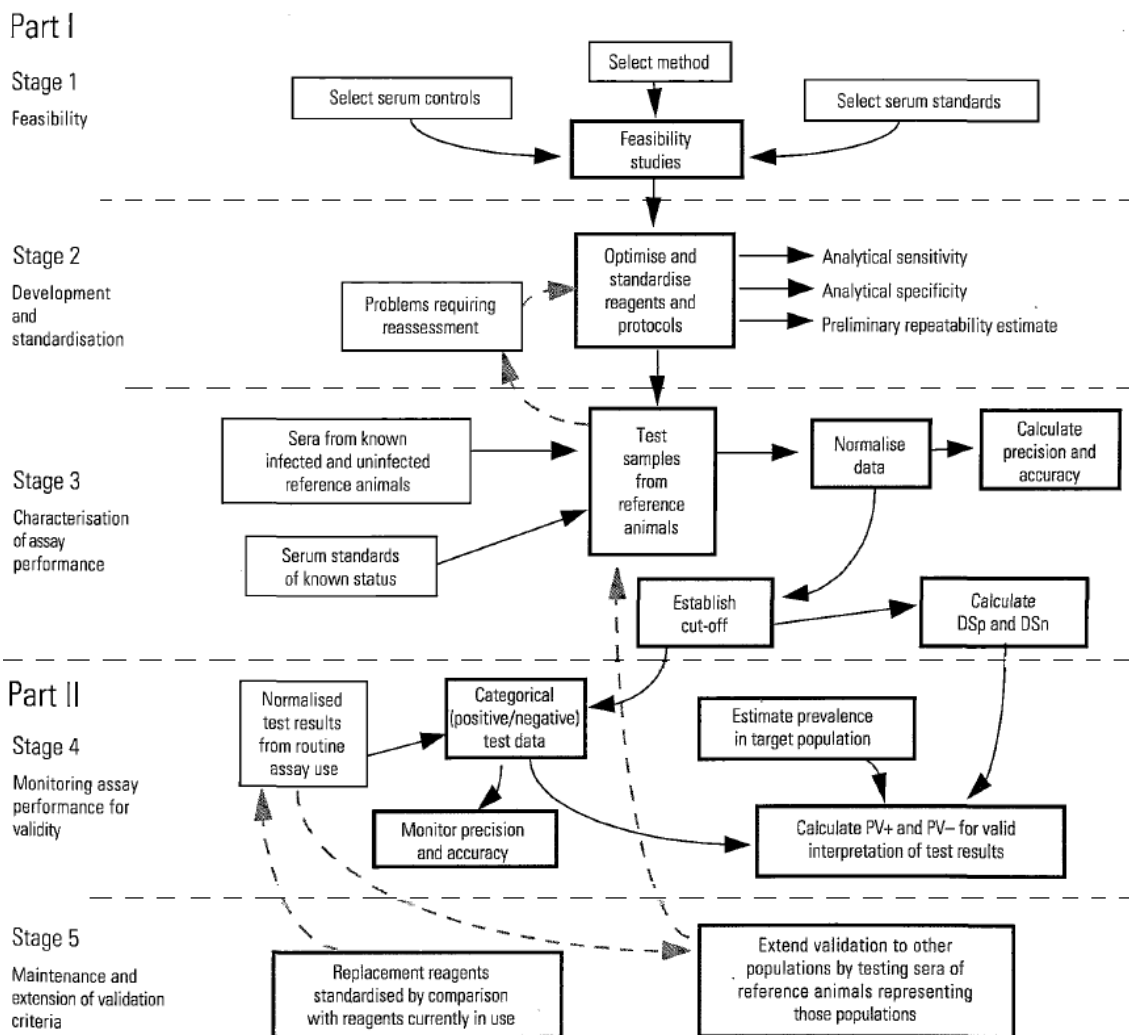 Part I
Stage 1
Feasibility
Select method
Select serum controls
Select serum standards
Feasibility
studies
Stage 2
Development
and
standardisation
Optimise and
standardise
reagents and
protocols
Analytical sensitivity
Analytical specificity
Preliminary repeatability estimate
Problems requiring
reassessment
Stage 3
Characterisation
of assay
performance
Sera from known
infected and uninfected
reference animals
Serum standards
of known status
Test
samples
from
reference
animals
Normalise
data
Calculate
precision and
accuracy
Establish
cut-off
Calculate
DSp and DSn
Part II
Stage 4
Monitoring assay
performance for
validity
Normalised
test results
from routine
assay use
Categorical
(positive/negative)
test data
Estimate prevalence
in target population
Monitor precision
and accuracy
Calculate PV+ and PV– for valid
interpretation of test results
Stage 5
Maintenance and
extension of validation
criteria
Replacement reagents
standardised by comparison
with reagents currently in use
Extend validation to other
populations by testing sera of
reference animals representing
those populations